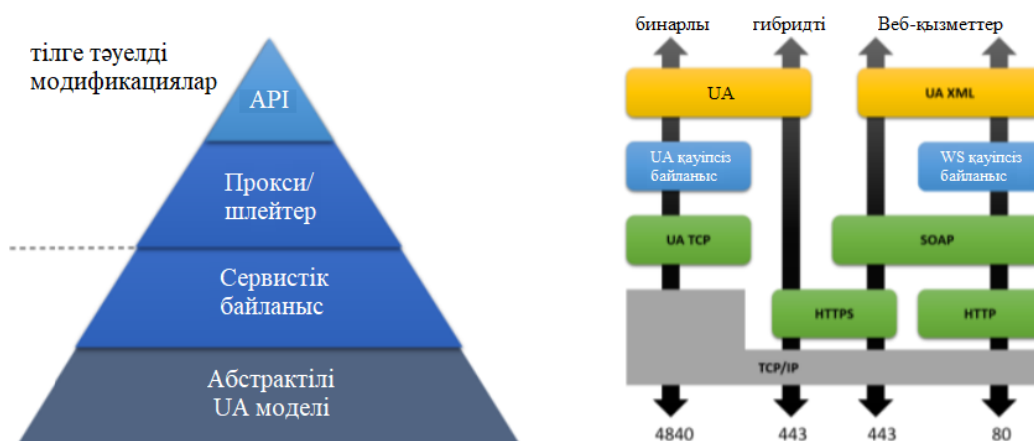 тілге тәуелді
модификациялар
API
Прокси/
шлейтер
Сервистік
байланыс
Абстрактілі
UA моделі
бинарлы гибридті Веб-қызметтер
UA UA XML
UA қауіпсіз
байланыс
WS қауіпсіз
байланыс
UA TCP SOAP
HTTPS HTTP
TCP/IP
4840 443 443 80